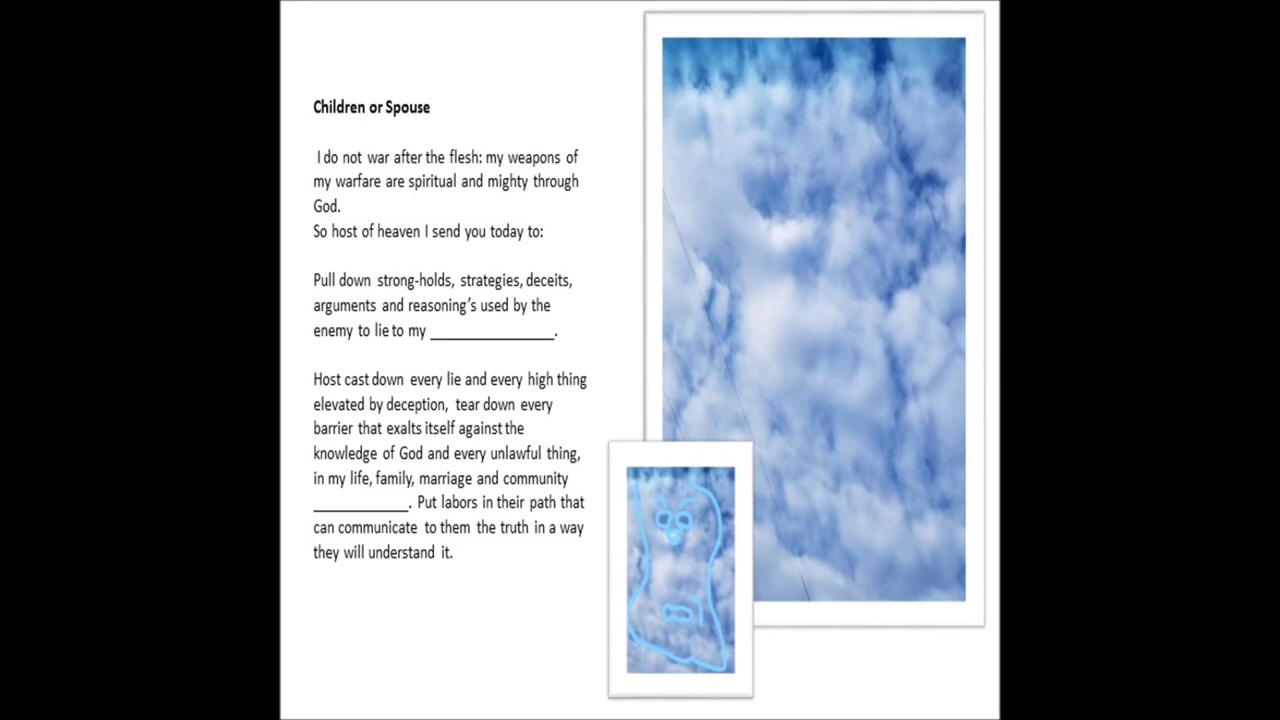 Children or Spouse
I do not war after the flesh: my weapons of
my warfare are spiritual and mighty through
God.
So host of heaven I send you today to:
Pull down strong-holds, strategies, deceits,
arguments and reasoning’s used by the
enemy to lie to my _________________.
Host cast down every lie and every high thing
elevated by deception, tear down every
barrier that exalts itself against the
knowledge of God and every unlawful thing,
in my life, family, marriage and community
_____________. Put labors in their path that
can communicate to them the truth in a way
they will understand it.